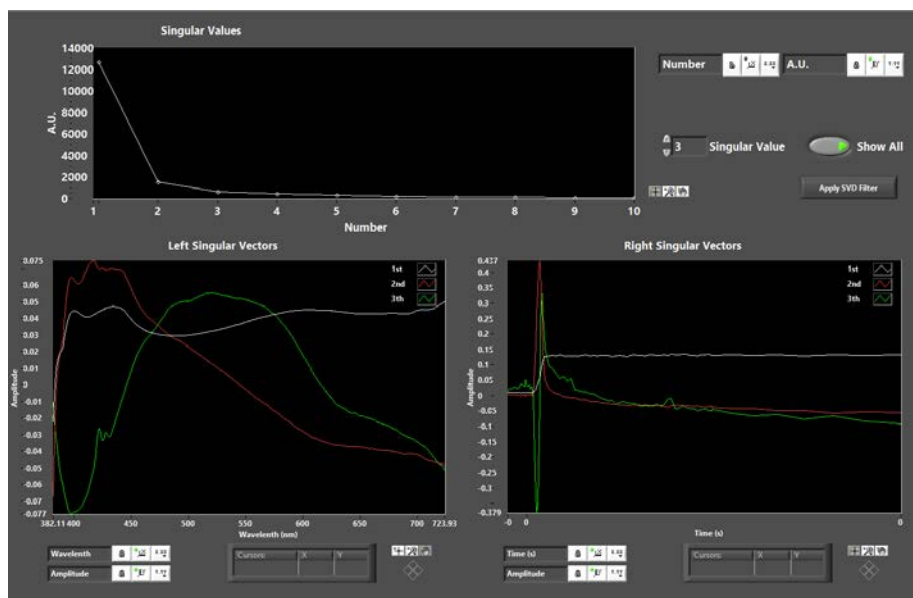 Singular Values
14000
12000
10000
8000
6000
4000
2000
0
A.U.
1 2 3 4 5 6 7 8 9 10
Number
Number A.U.
3 Singular Value Show All
Apply SVD Filter
Left Singular Vectors
0.075
0.06
0.05
0.04
0.03
0.02
0.01
0
-0.01
-0.02
-0.03
-0.04
-0.05
-0.06
-0.07
-0.077
Amplitude
382.11 400 450 500 550 600 650 700 723.93
Wavelenth (nm)
1st
2nd
3th
Wavelenth
Amplitude
Cursors: X Y
Right Singular Vectors
0.4
0.35
0.3
0.25
0.2
0.15
0.1
0.05
0
-0.05
-0.1
-0.15
-0.2
-0.25
-0.3
-0.379
Amplitude
-0 0 0
Time (s)
1st
2nd
3th
Time (s)
Amplitude
Cursors: X Y